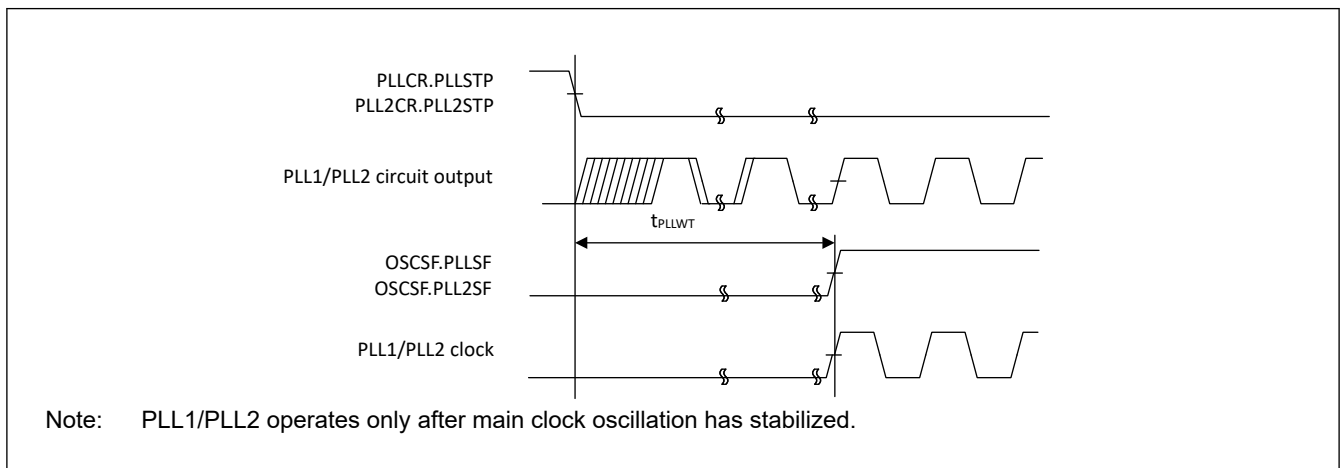 PLLCR.PLLSTP
PLL2CR.PLL2STP
PLL1/PLL2 circuit output
tPLLWT
OSCSF.PLLSF
OSCSF.PLL2SF
PLL1/PLL2 clock
Note: PLL1/PLL2 operates only after main clock oscillation has stabilized.